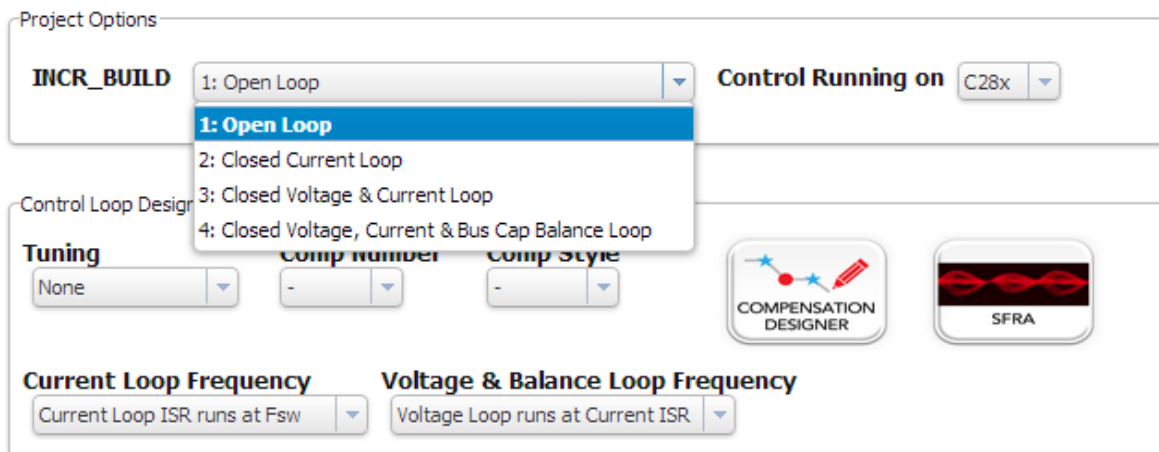 Project Options
INCR_BUILD
1: Open Loop
Control Running on
C28x
1: Open Loop
2: Closed Current Loop
3: Closed Voltage & Current Loop
4: Closed Voltage, Current & Bus Cap Balance Loop
Control Loop Desig
Tuning
Comp Number
Comp Style
None
-
-
COMPENSATION
DESIGNER
SFRA
Current Loop Frequency
Voltage & Balance Loop Frequency
Current Loop ISR runs at Fsw
Voltage Loop runs at Current ISR